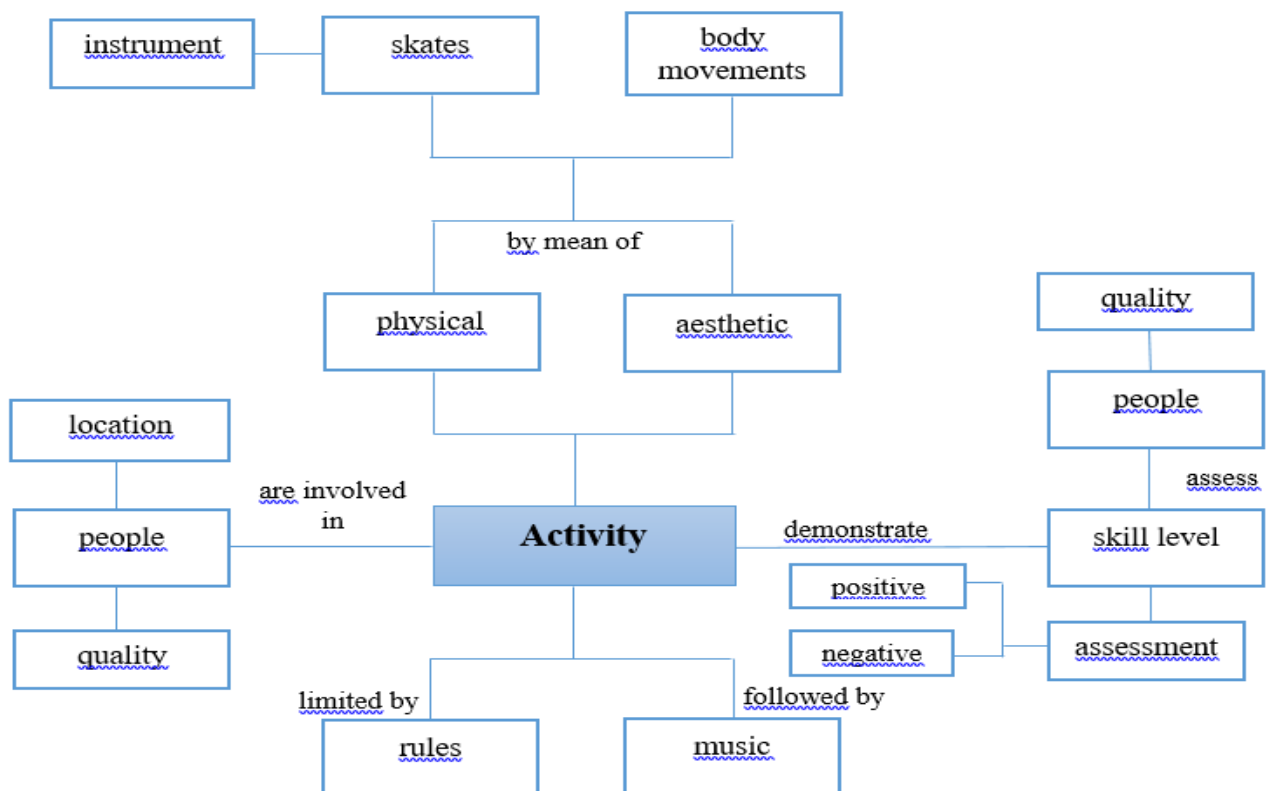 instrument
skates
body
movements
by mean of
physical
aesthetic
quality
people
location
assess
are involved
in
people
Activity
demonstrate
skill level
positive
negative
assessment
quality
limited by
followed by
rules
music